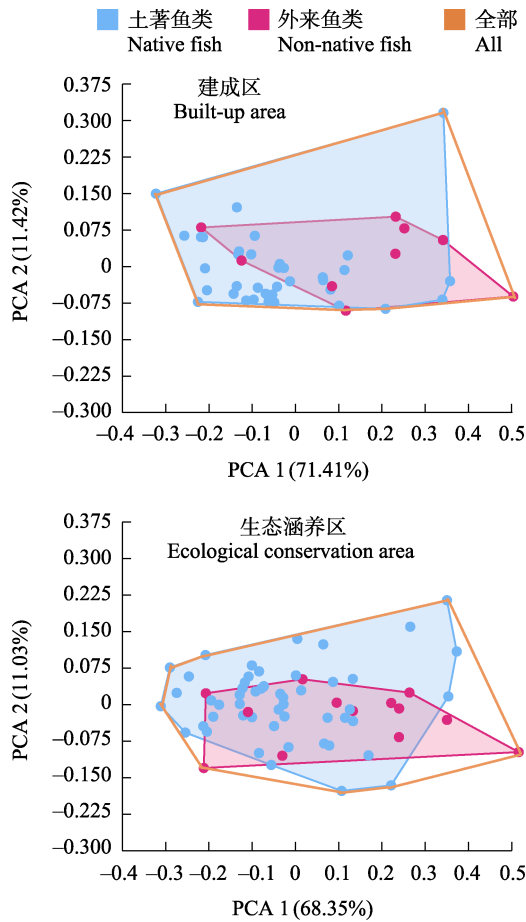 土著鱼类 外来鱼类 全部
Native fish Non-native fish All
建成区
Built-up area
PCA 2 (11.42%)
0.375
0.300
0.225
0.150
0.075
0
–0.075
–0.150
–0.225
–0.300
–0.4 –0.3 –0.2 –0.1 0 0.1 0.2 0.3 0.4 0.5
PCA 1 (71.41%)
生态涵养区
Ecological conservation area
PCA 2 (11.03%)
0.375
0.300
0.225
0.150
0.075
0
–0.075
–0.150
–0.225
–0.300
–0.4 –0.3 –0.2 –0.1 0 0.1 0.2 0.3 0.4 0.5
PCA 1 (68.35%)